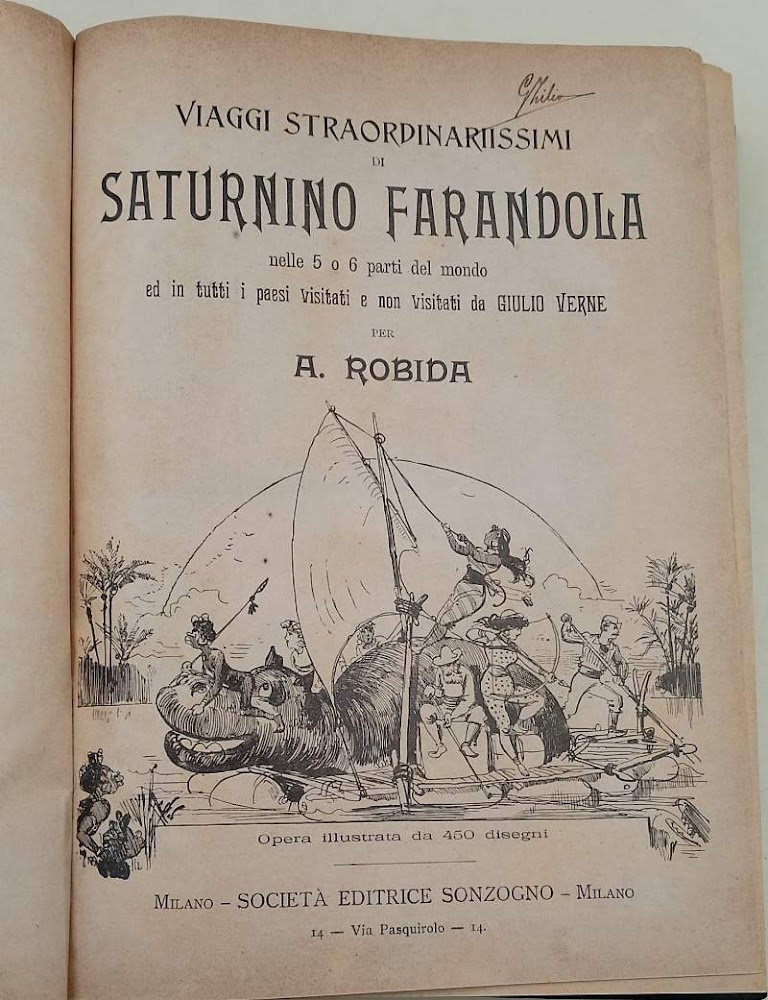 Ghilio
VIAGGI STRAORDINARIISSIMI
DI
SATURNINO FARANDOLA
nelle 5 o 6 parti del mondo
ed in tutti i paesi visitati e non visitati da GIULIO VERNE
PER
A. ROBIDA
Opera illustrata da 450 disegni
MILANO – SOCIETÀ EDITRICE SONZOGNO – MILANO
14 — Via Pasquirolo — 14.